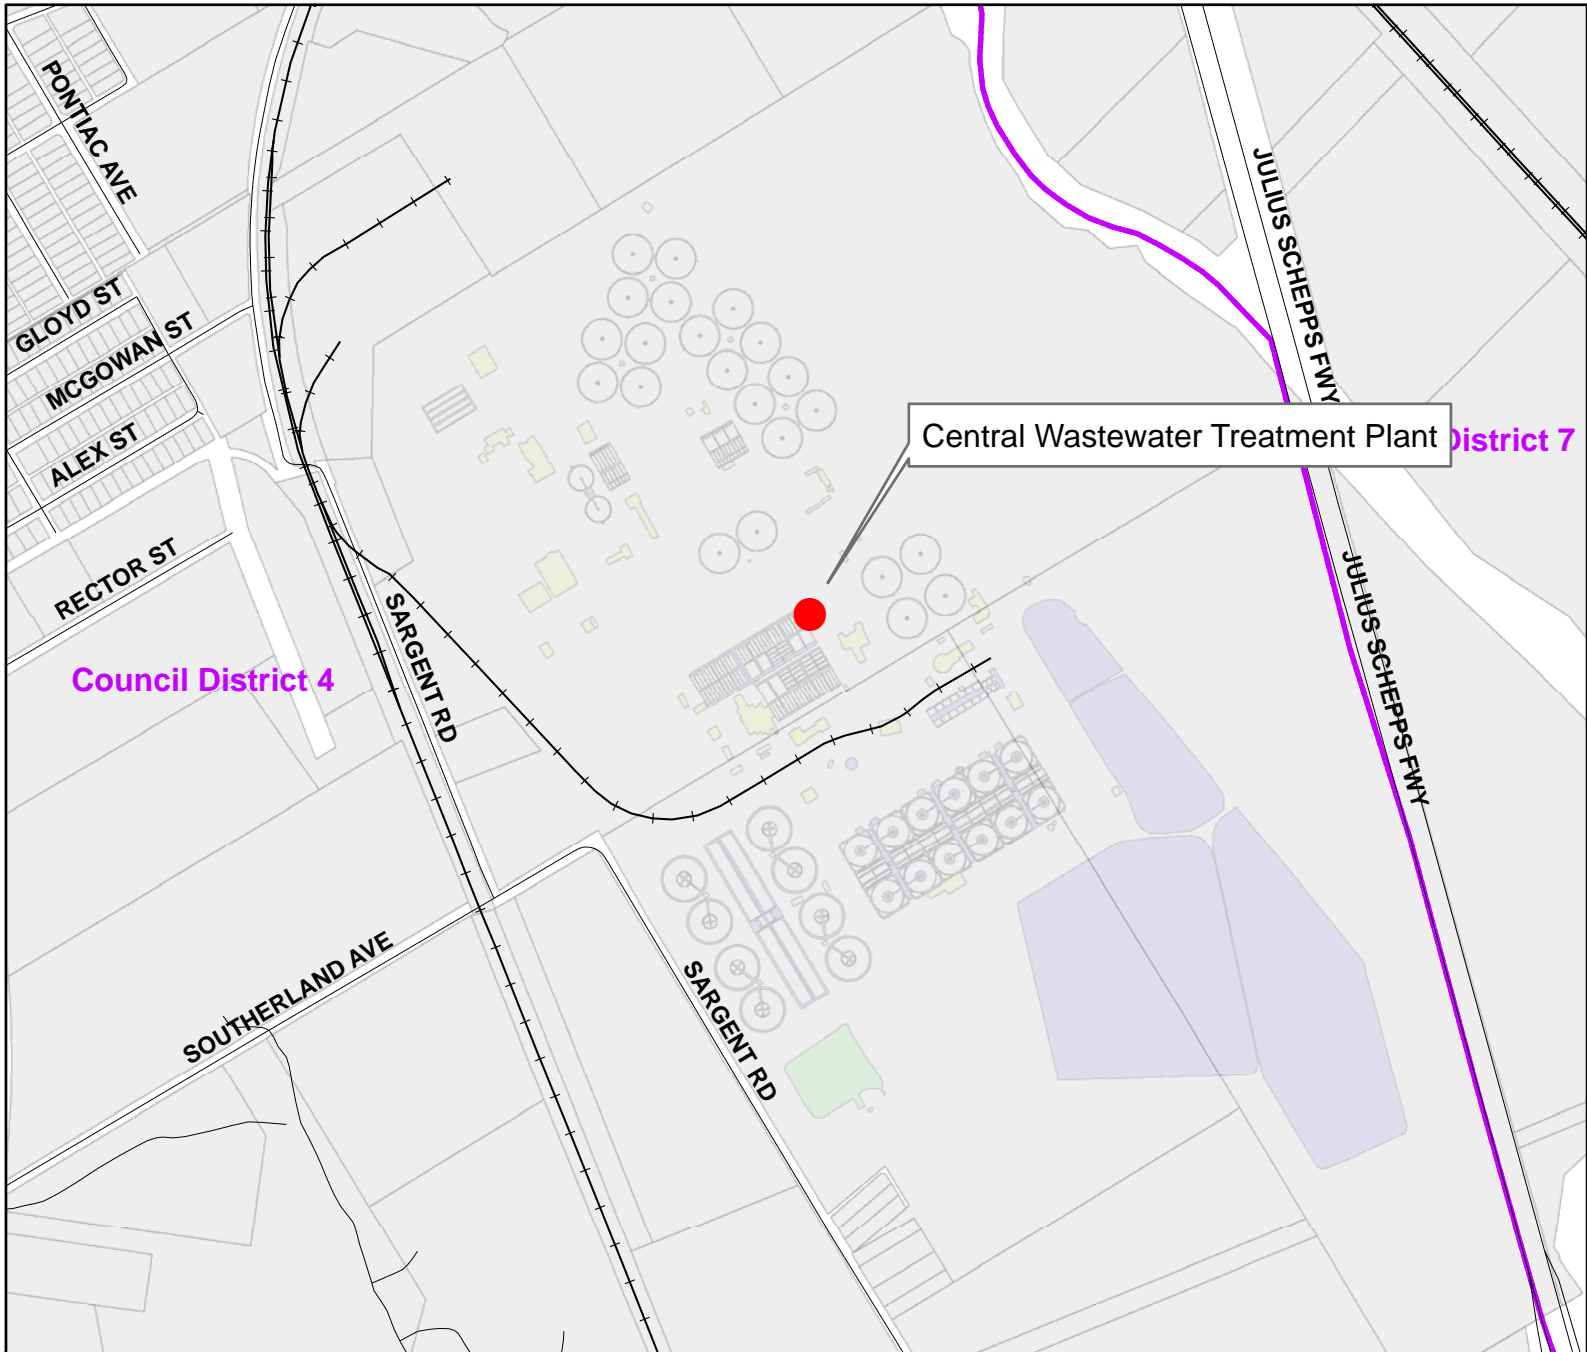 PONTIAC AVE
JULIUS SCHEPPS FWY
GLOYD ST
MCGOWAN ST
ALEX ST
Central Wastewater Treatment Plant
District 7
RECTOR ST
SARGENT RD
JULIUS SCHEPPS FWY
Council District 4
SOUTHERLAND AVE
SARGENT RD